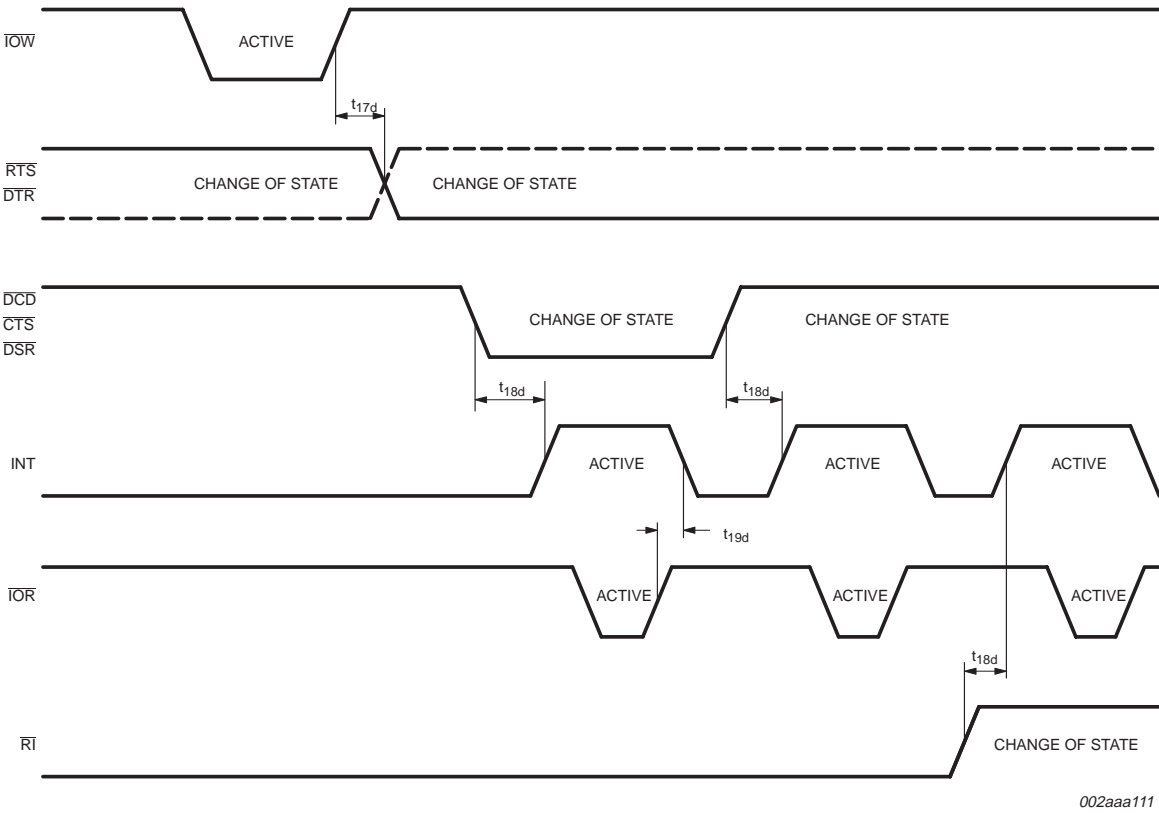 IOW
ACTIVE
t17d
RTS
DTR
CHANGE OF STATE
CHANGE OF STATE
DCD
CTS
DSR
CHANGE OF STATE
CHANGE OF STATE
t18d
t18d
INT
ACTIVE
ACTIVE
ACTIVE
t19d
IOR
ACTIVE
ACTIVE
ACTIVE
t18d
RI
CHANGE OF STATE
002aaa111